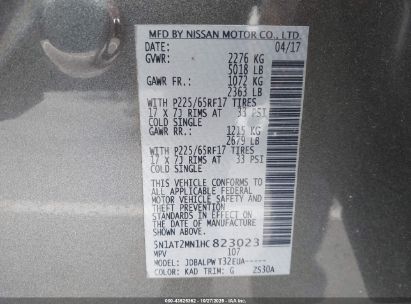 MFD BY NISSAN MOTOR CO., LTD.
DATE: 04/17
GVWR: 2276 KG
5018 LB
GAWR FR.: 1072 KG
2363 LB
WITH P225/65RF17 TIRES
17 X 7J RIMS AT 33 PSI
COLD SINGLE
GAWR RR.: 1215 KG
2679 LB
WITH P225/65RF17 TIRES
17 X 7J RIMS AT 33 PSI
COLD SINGLE
THIS VEHICLE CONFORMS TO ALL
APPLICABLE U.S. FEDERAL
MOTOR VEHICLE SAFETY AND
THEFT PREVENTION STANDARDS
IN EFFECT ON THE DATE OF
MANUFACTURE SHOWN ABOVE.
5N1AT2MN1HC 823023
MPV 107
MODEL: JDBALPW T32EUA-----
COLOR: KAD TRIM: G ZS30A